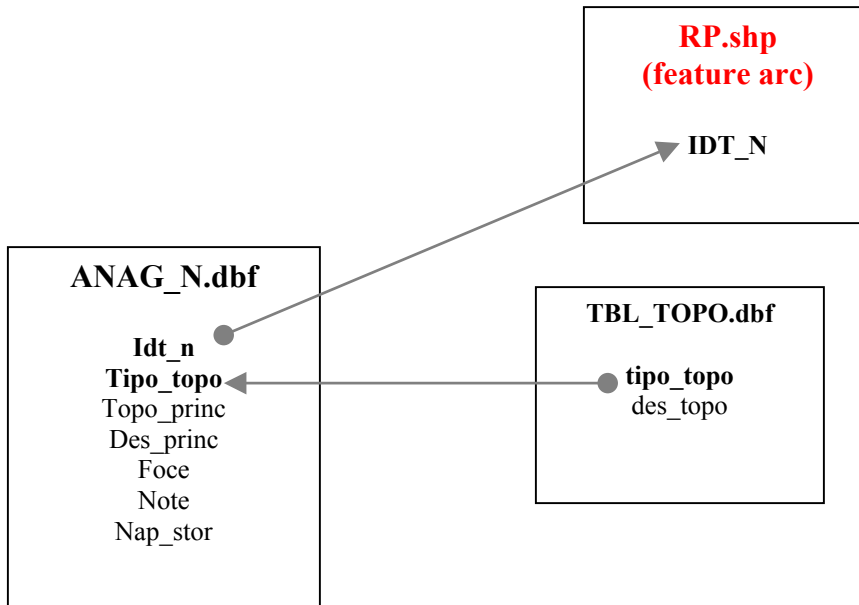 RP.shp
(feature arc)
IDT_N
ANAG_N.dbf
Idt_n
Tipo_topo
Topo_princ
Des_princ
Foce
Note
Nap_stor
TBL_TOPO.dbf
tipo_topo
des_topo